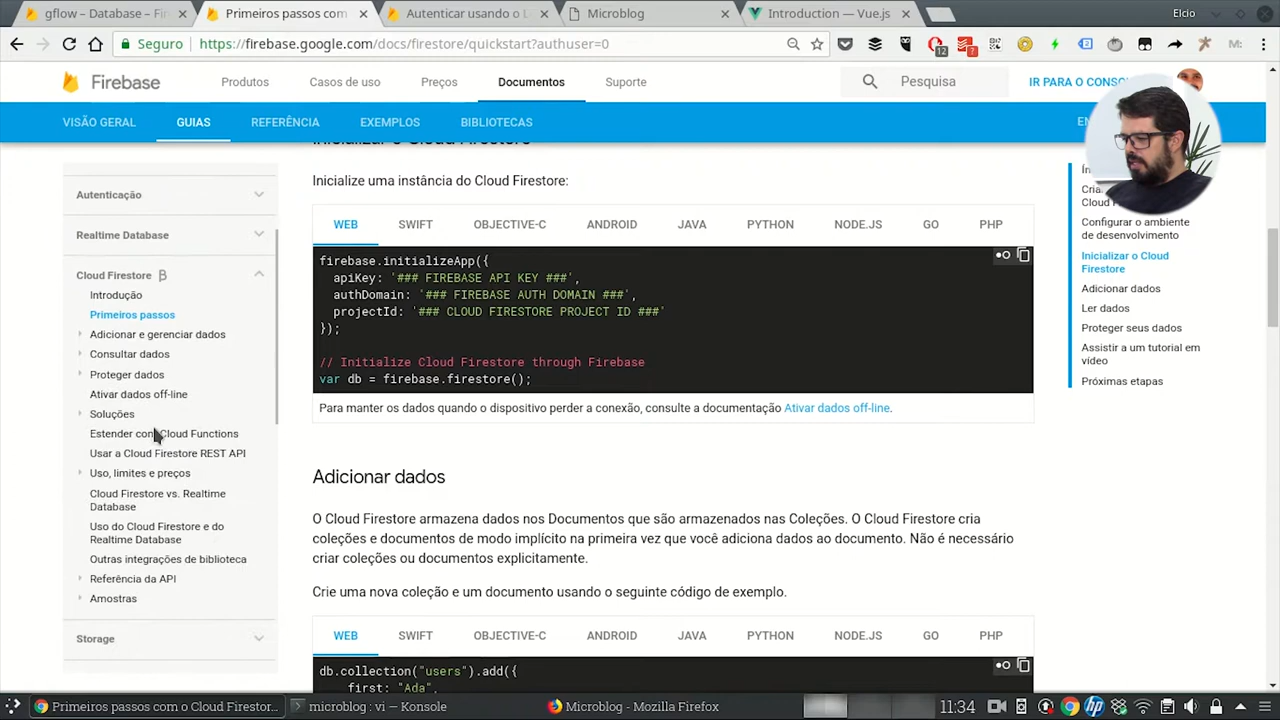 gflow – Database – Fin
Primeiros passos com
Autenticar usando o L
Microblog
Introduction — Vue.js
Elcio
Seguro
https://firebase.google.com/docs/firestore/quickstart?authuser=0
12
?
M:
Firebase
Produtos
Casos de uso
Preços
Documentos
Suporte
Pesquisa
IR PARA O CONSO
VISÃO GERAL
GUIAS
REFERÊNCIA
EXEMPLOS
BIBLIOTECAS
Inicializar o Cloud Firestore
Autenticação
Realtime Database
Cloud Firestore β
Introdução
Primeiros passos
Adicionar e gerenciar dados
Consultar dados
Proteger dados
Ativar dados off-line
Soluções
Estender com Cloud Functions
Usar a Cloud Firestore REST API
Uso, limites e preços
Cloud Firestore vs. Realtime
Database
Uso do Cloud Firestore e do
Realtime Database
Outras integrações de biblioteca
Referência da API
Amostras
Storage
Inicialize uma instância do Cloud Firestore:
WEB
SWIFT
OBJECTIVE-C
ANDROID
JAVA
PYTHON
NODE.JS
GO
PHP
firebase.initializeApp({
apiKey: '### FIREBASE API KEY ###',
authDomain: '### FIREBASE AUTH DOMAIN ###',
projectId: '### CLOUD FIRESTORE PROJECT ID ###'
});
// Initialize Cloud Firestore through Firebase
var db = firebase.firestore();
Para manter os dados quando o dispositivo perder a conexão, consulte a documentação Ativar dados off-line.
Adicionar dados
O Cloud Firestore armazena dados nos Documentos que são armazenados nas Coleções. O Cloud Firestore cria
coleções e documentos de modo implícito na primeira vez que você adiciona dados ao documento. Não é necessário
criar coleções ou documentos explicitamente.
Crie uma nova coleção e um documento usando o seguinte código de exemplo.
WEB
SWIFT
OBJECTIVE-C
ANDROID
JAVA
PYTHON
NODE.JS
GO
PHP
db.collection("users").add({
first: "Ada",
Configurar o ambiente
de desenvolvimento
Inicializar o Cloud
Firestore
Adicionar dados
Ler dados
Proteger seus dados
Assistir a um tutorial em
vídeo
Próximas etapas
Primeiros passos com o Cloud Firestor...
microblog : vi — Konsole
Microblog - Mozilla Firefox
11:34